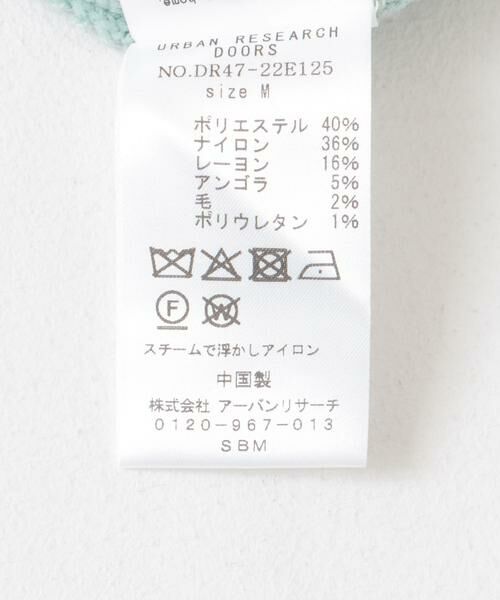 home.
URBAN RESEARCH
DOORS
NO.DR47-22E125
size M
ポリエステル 40%
ナイロン 36%
レーヨン 16%
アンゴラ 5%
毛 2%
ポリウレタン 1%
F W
スチームで浮かしアイロン
中国製
株式会社 アーバンリサーチ
0120-967-013
SBM